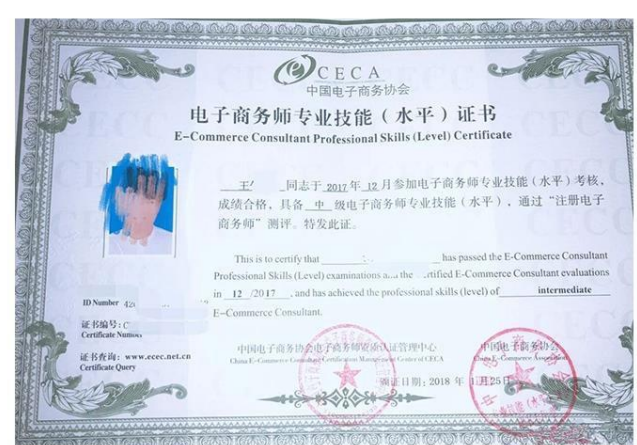 CECA
中国电子商务协会
电子商务师专业技能（水平）证书
E-Commerce Consultant Professional Skills (Level) Certificate
王 同志于 2017 年 12 月参加电子商务师专业技能（水平）考核，
成绩合格，具备 中 级电子商务师专业技能（水平），通过“注册电子
商务师”测评。特发此证。
This is to certify that has passed the E-Commerce Consultant
Professional Skills (Level) examinations and the E-Commerce Consultant evaluations
in 12 /2017 , and has achieved the professional skills (level) of intermediate
E-Commerce Consultant.
ID Number
证书编号：C
Certificate Number
证书查询：www.ecec.net.cn
Certificate Query
中国电子商务协会电子商务师资质认证管理中心
China E-Commerce Consultant Certification Management Center of CECA
中国电子商务协会
China E-Commerce Association
颁证日期：2018 年 1月25日